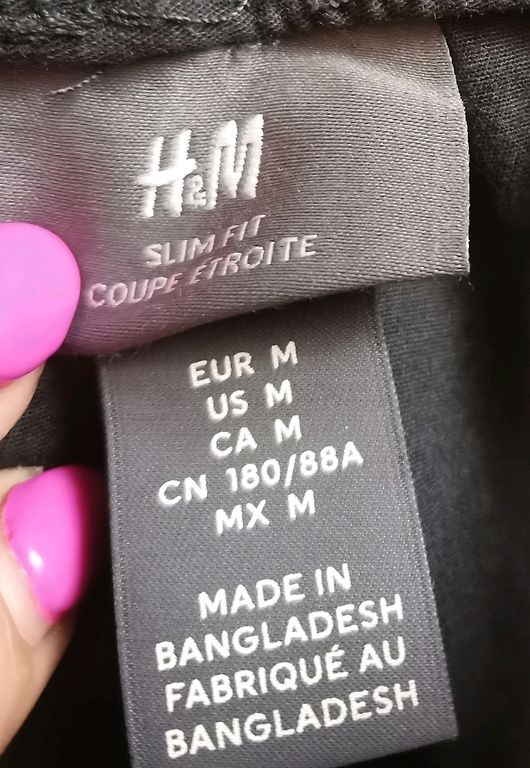 H&M
SLIM FIT
COUPE ÉTROITE
EUR M
US M
CA M
CN 180/88A
MX M
MADE IN
BANGLADESH
FABRIQUÉ AU
BANGLADESH